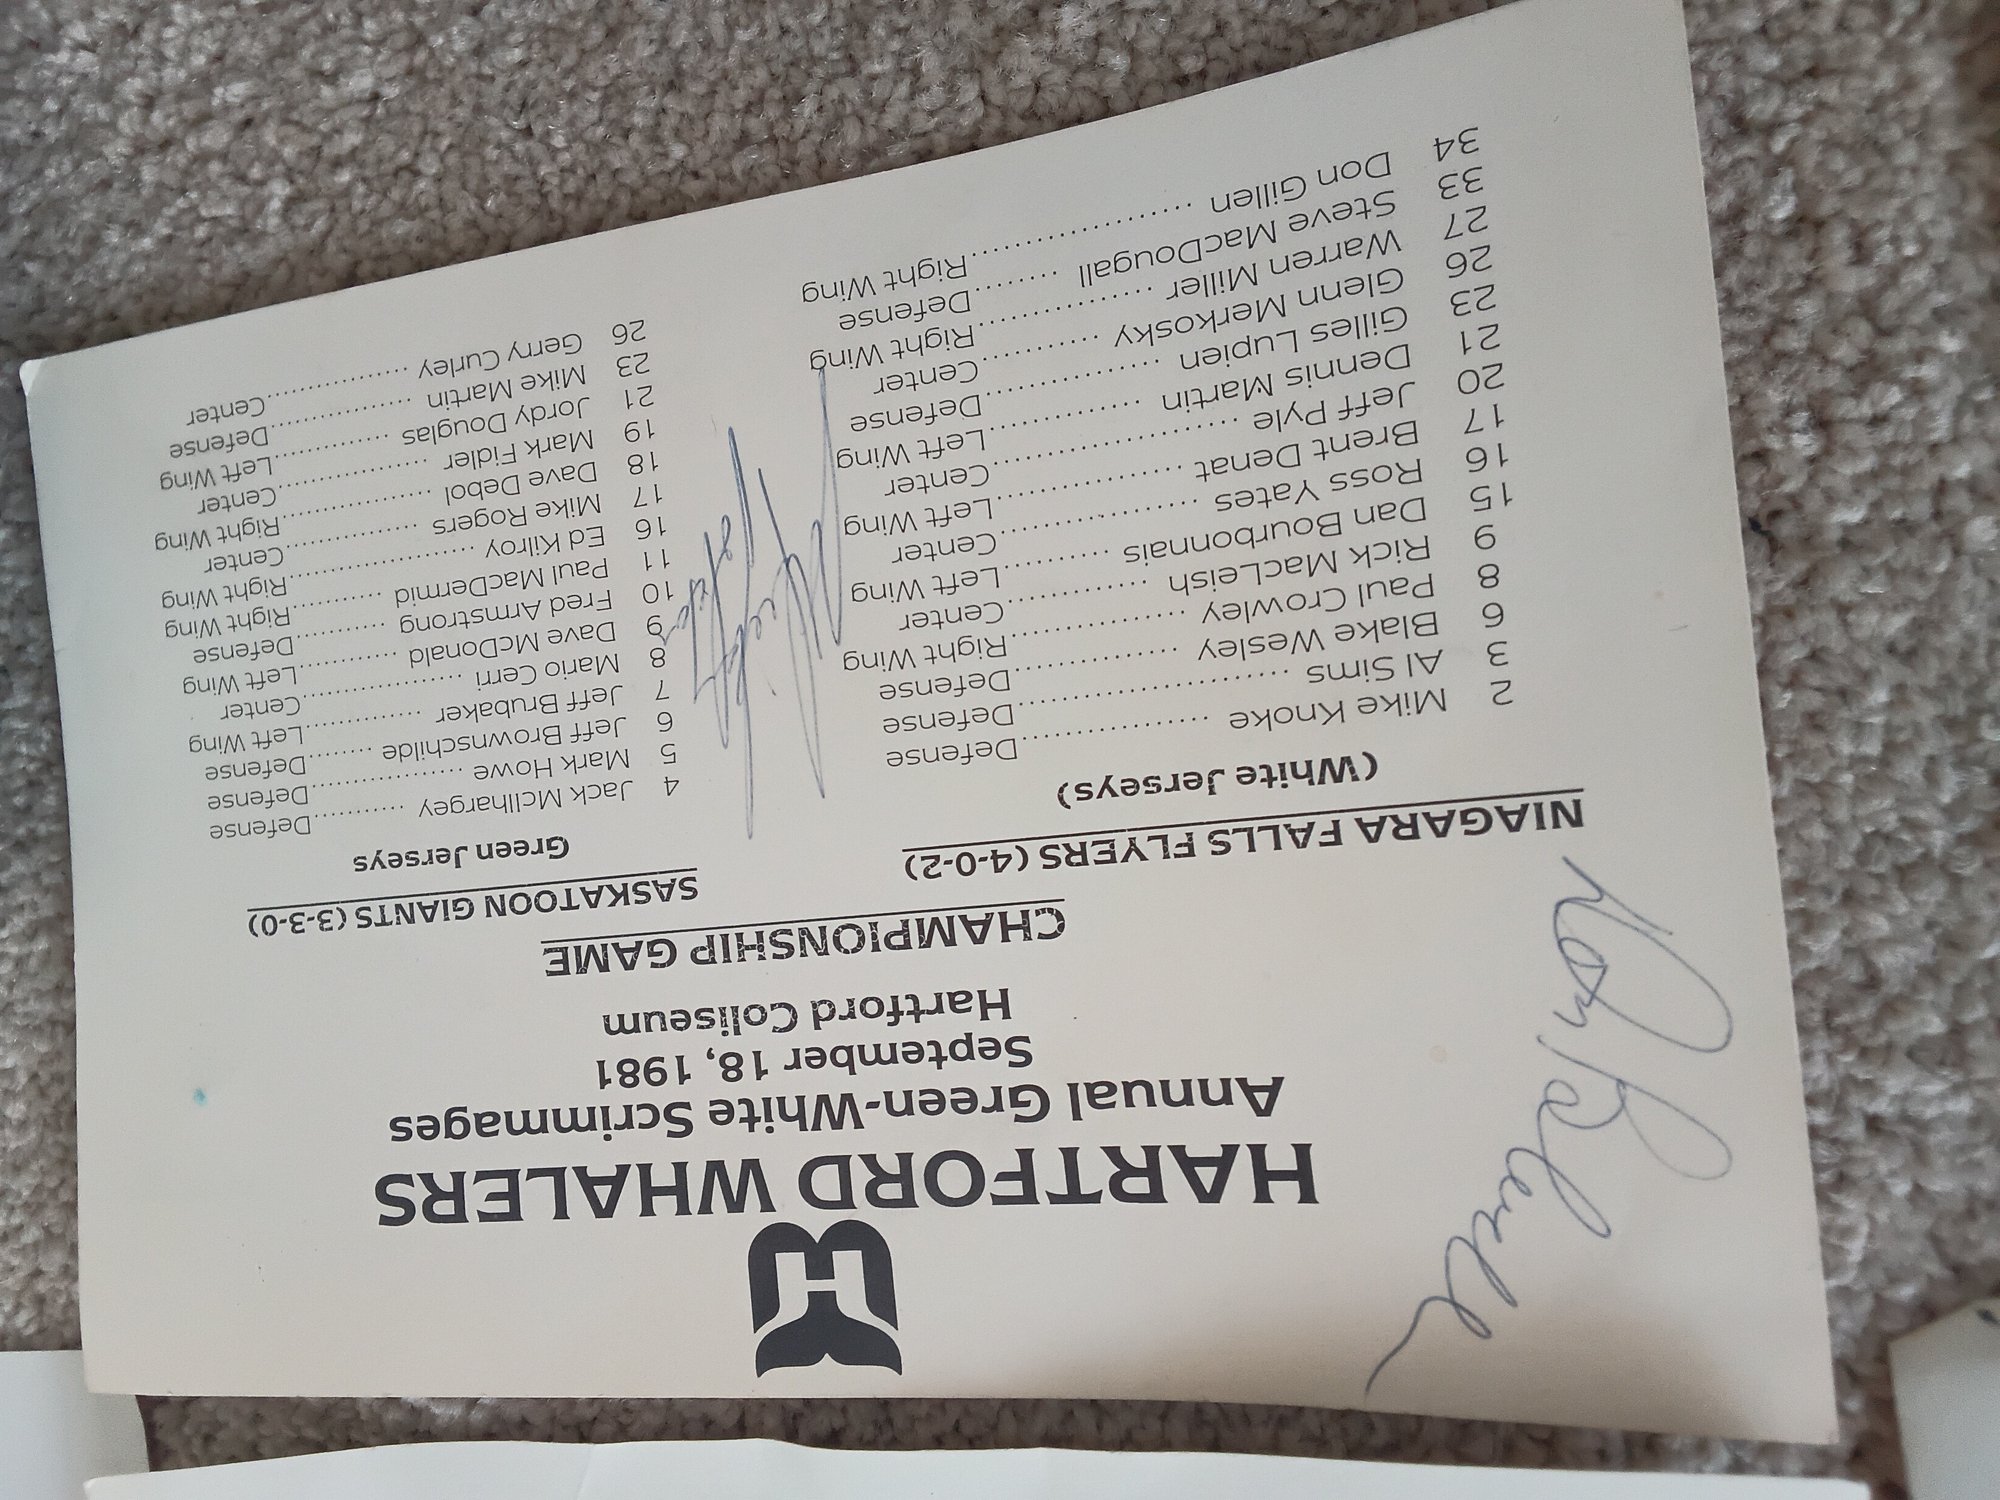 HARTFORD WHALERS
Annual Green-White Scrimmages
September 18, 1981
Hartford Coliseum
CHAMPIONSHIP GAME
NIAGARA FALLS FLYERS (4-0-2)
(White Jerseys)
2 Mike Knoke ........ Defense
3 Al Sims ........ Defense
6 Blake Wesley ........ Defense
8 Paul Crowley ........ Right Wing
9 Rick MacLeish ........ Center
15 Dan Bourbonnais ........ Left Wing
16 Ross Yates ........ Center
17 Brent Denat ........ Left Wing
20 Jeff Pyle ........ Center
21 Dennis Martin ........ Left Wing
23 Gilles Lupien ........ Defense
26 Glenn Merkosky ........ Center
27 Warren Miller ........ Right Wing
33 Steve MacDougall ........ Defense
34 Don Gillen ........ Right Wing
SASKATOON GIANTS (3-3-0)
Green Jerseys
4 Jack McIlhargey ........ Defense
5 Mark Howe ........ Defense
6 Jeff Brownschilde ........ Defense
7 Jeff Brubaker ........ Left Wing
8 Mario Cerri ........ Center
9 Dave McDonald ........ Left Wing
10 Fred Armstrong ........ Defense
11 Paul MacDermid ........ Right Wing
16 Ed Kilroy ........ Right Wing
17 Mike Rogers ........ Center
18 Dave Debol ........ Right Wing
19 Mark Fidler ........ Center
21 Jordy Douglas ........ Left Wing
23 Mike Martin ........ Defense
26 Gerry Curley ........ Center